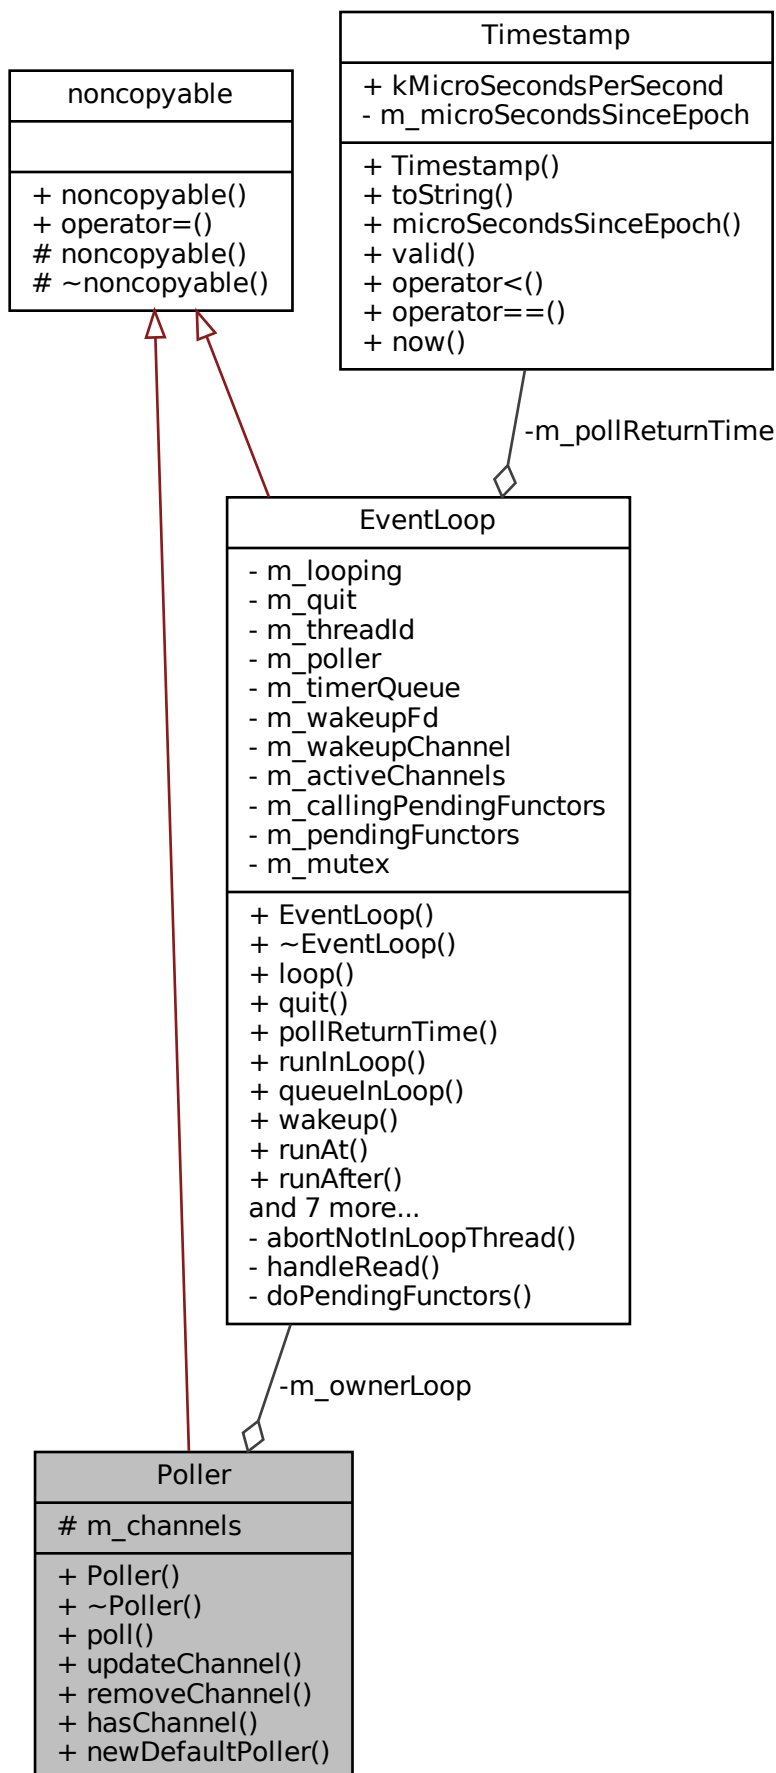 Timestamp
+ kMicroSecondsPerSecond
- m_microSecondsSinceEpoch
+ Timestamp()
+ toString()
+ microSecondsSinceEpoch()
+ valid()
+ operator<()
+ operator==()
+ now()
noncopyable
+ noncopyable()
+ operator=()
# noncopyable()
# ~noncopyable()
-m_pollReturnTime
EventLoop
- m_looping
- m_quit
- m_threadId
- m_poller
- m_timerQueue
- m_wakeupFd
- m_wakeupChannel
- m_activeChannels
- m_callingPendingFunctors
- m_pendingFunctors
- m_mutex
+ EventLoop()
+ ~EventLoop()
+ loop()
+ quit()
+ pollReturnTime()
+ runInLoop()
+ queueInLoop()
+ wakeup()
+ runAt()
+ runAfter()
and 7 more...
- abortNotInLoopThread()
- handleRead()
- doPendingFunctors()
-m_ownerLoop
Poller
# m_channels
+ Poller()
+ ~Poller()
+ poll()
+ updateChannel()
+ removeChannel()
+ hasChannel()
+ newDefaultPoller()